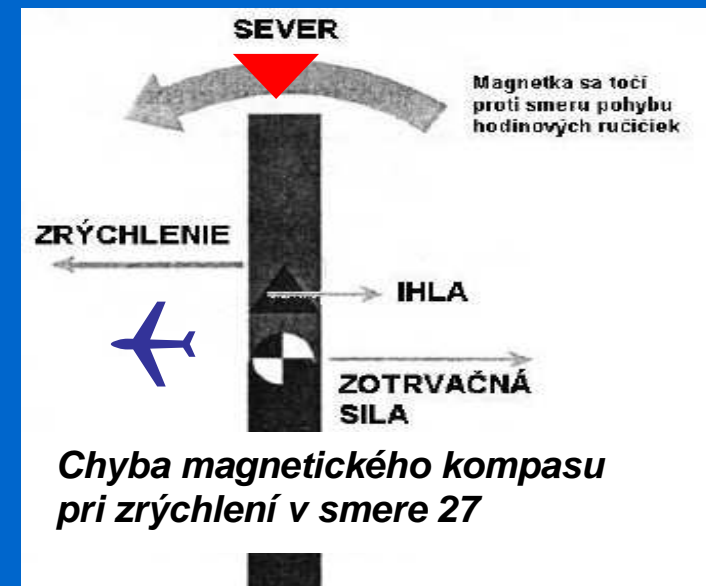 SEVER
Magnetka sa točí
proti smeru pohybu
hodinových ručičiek
ZRÝCHLENIE
IHLA
ZOTRVAČNÁ
SILA
Chyba magnetického kompasu
pri zrýchlení v smere 27